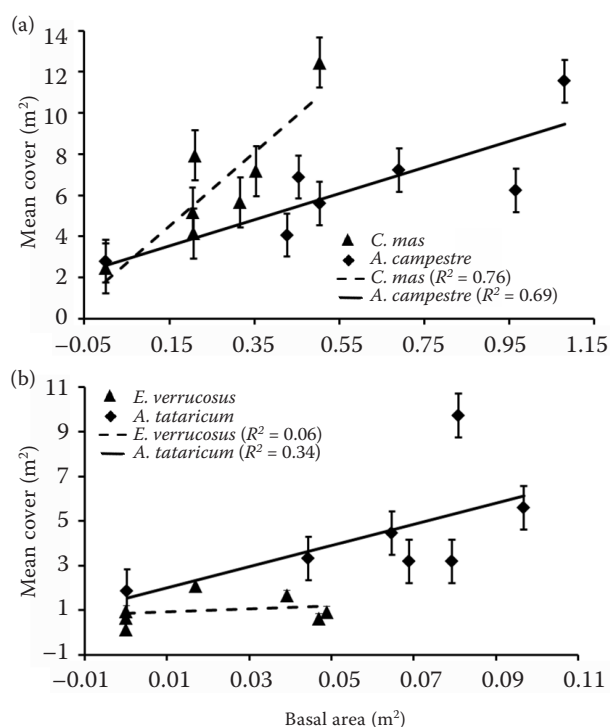 (a)
Mean cover (m²)
14
12
10
8
6
4
2
0
C. mas
A. campestre
C. mas (R² = 0.76)
A. campestre (R² = 0.69)
−0.05 0.15 0.35 0.55 0.75 0.95 1.15
(b)
Mean cover (m²)
11
9
7
5
3
1
−1
E. verrucosus
A. tataricum
E. verrucosus (R² = 0.06)
A. tataricum (R² = 0.34)
−0.01 0.01 0.03 0.05 0.07 0.09 0.11
Basal area (m²)